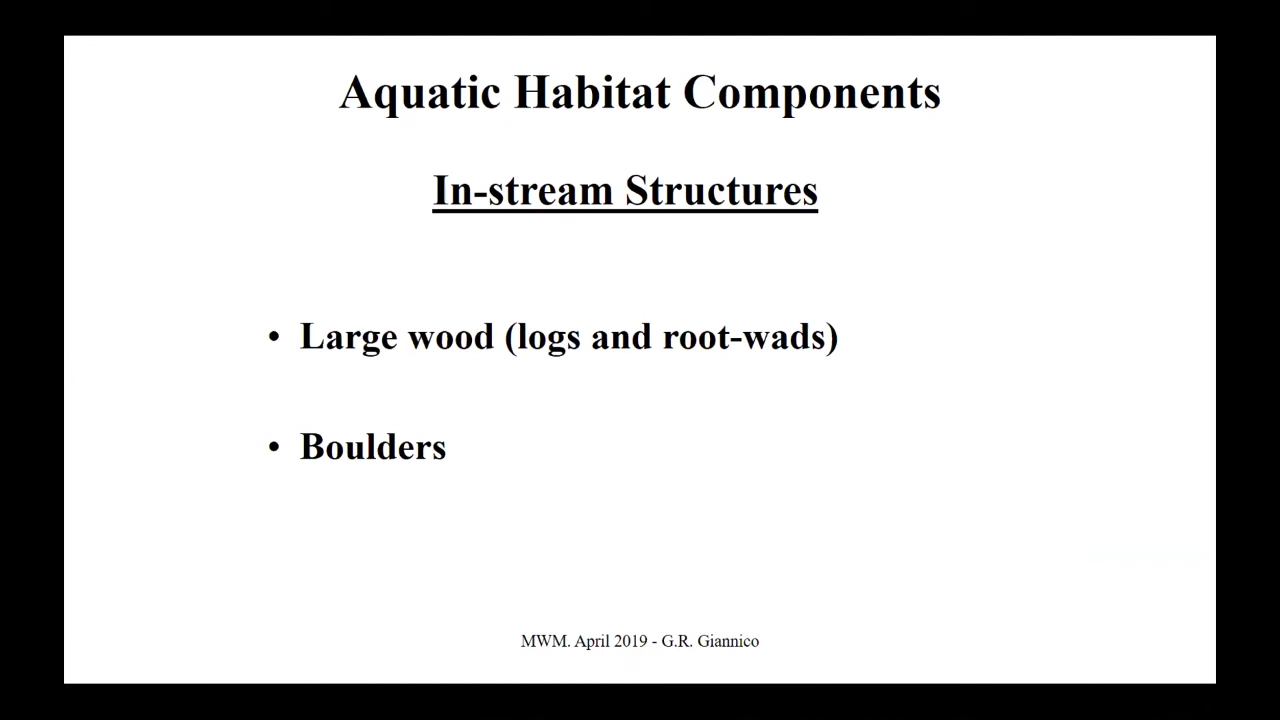 Aquatic Habitat Components
In-stream Structures
• Large wood (logs and root-wads)
• Boulders
MWM. April 2019 - G.R. Giannico